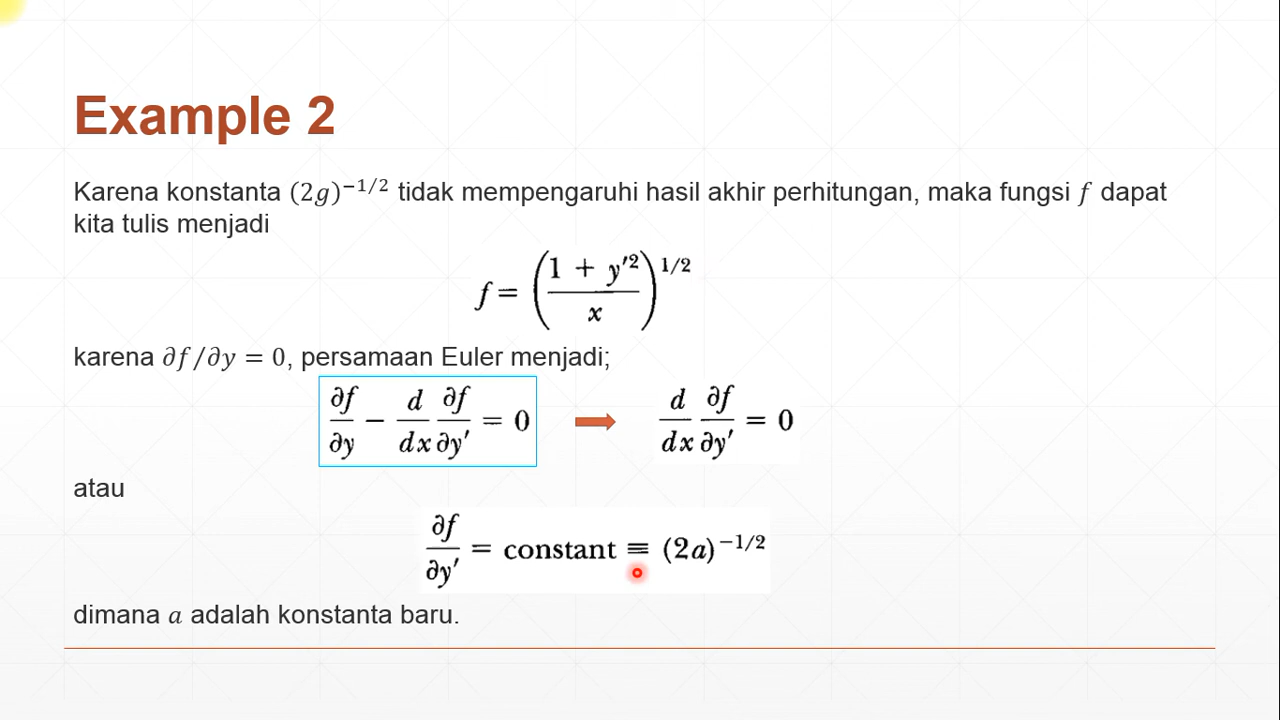 Example 2
Karena konstanta (2g)^{−1/2} tidak mempengaruhi hasil akhir perhitungan, maka fungsi f dapat
kita tulis menjadi
f = ((1 + y'^2)/x)^{1/2}
karena ∂f/∂y = 0, persamaan Euler menjadi;
∂f/∂y − d/dx ∂f/∂y' = 0 ➡ d/dx ∂f/∂y' = 0
atau
∂f/∂y' = constant ≡ (2a)^{−1/2}
dimana a adalah konstanta baru.